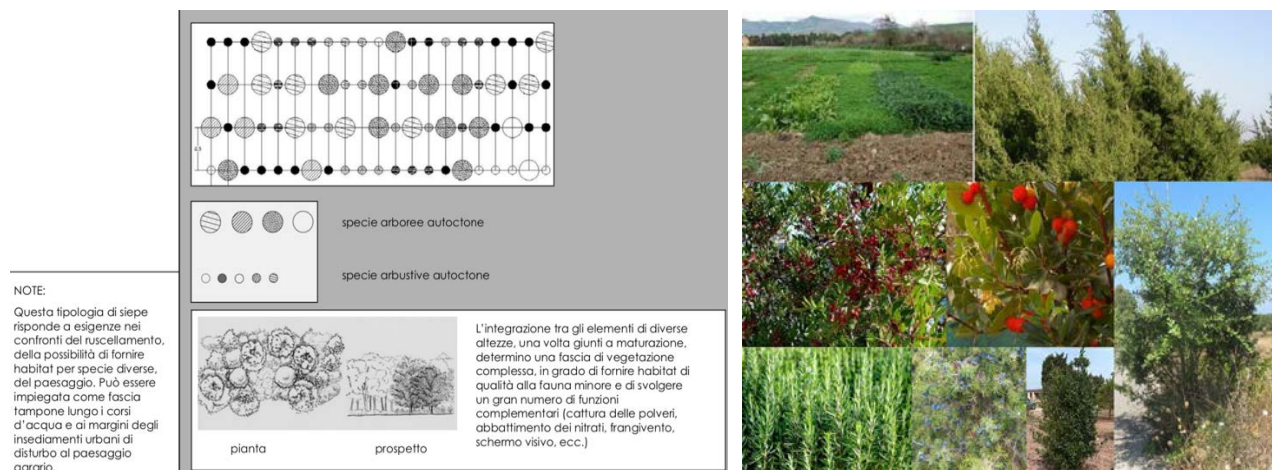 2,5
specie arboree autoctone
specie arbustive autoctone
NOTE:
Questa tipologia di siepe
risponde a esigenze nei
confronti del ruscellamento,
della possibilità di fornire
habitat per specie diverse,
del paesaggio. Può essere
impiegata come fascia
tampone lungo i corsi
d'acqua e ai margini degli
insediamenti urbani di
disturbo al paesaggio
agrario.
pianta
prospetto
L'integrazione tra gli elementi di diverse
altezze, una volta giunti a maturazione,
determino una fascia di vegetazione
complessa, in grado di fornire habitat di
qualità alla fauna minore e di svolgere
un gran numero di funzioni
complementari (cattura delle polveri,
abbattimento dei nitrati, frangivento,
schermo visivo, ecc.)